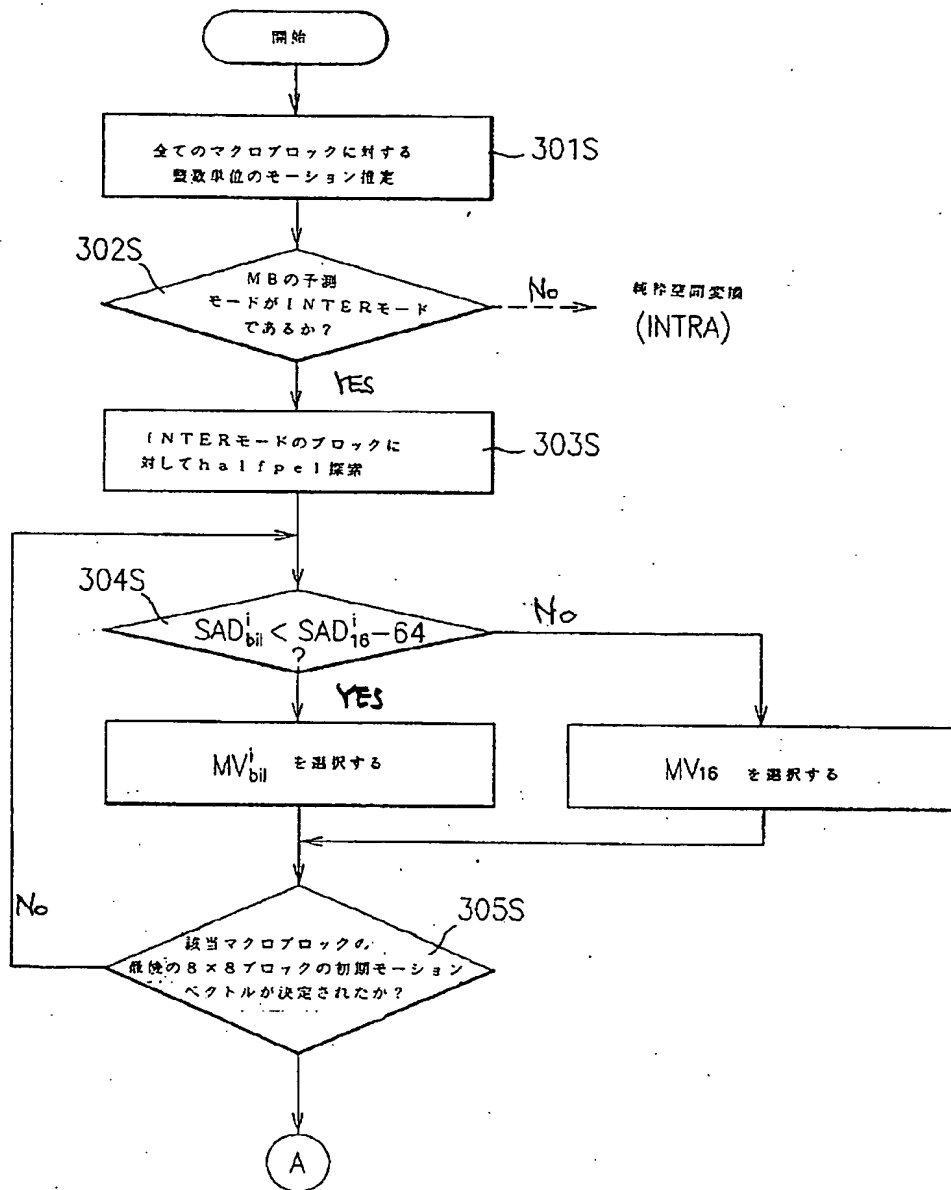 開始
全てのマクロブロックに対する
整数単位のモーション推定
301S
302S
MBの予測
モードがINTERモード
であるか？
No
純粋空間変換
(INTRA)
YES
INTERモードのブロックに
対してhalfpel探索
303S
304S
SAD^i_bil < SAD^i_16 −64
?
No
YES
MV^i_bil を選択する
MV16 を選択する
No
305S
該当マクロブロックの
最後の8×8ブロックの初期モーション
ベクトルが決定されたか？
A